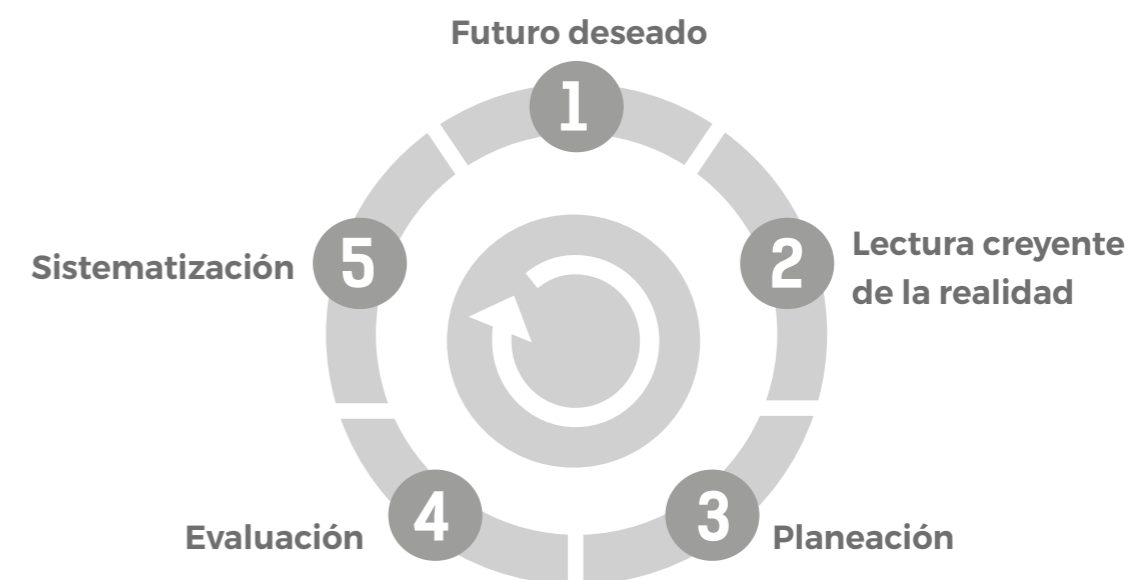 Futuro deseado
1
2
Lectura creyente
de la realidad
3
Planeación
4
Evaluación
5
Sistematización